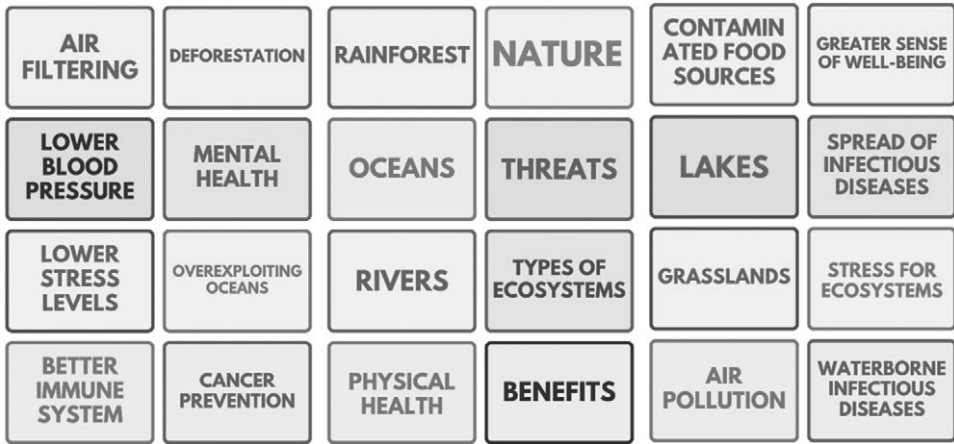 AIR
FILTERING
DEFORESTATION
RAINFOREST
NATURE
CONTAMIN
ATED FOOD
SOURCES
GREATER SENSE
OF WELL-BEING
LOWER
BLOOD
PRESSURE
MENTAL
HEALTH
OCEANS
THREATS
LAKES
SPREAD OF
INFECTIOUS
DISEASES
LOWER
STRESS
LEVELS
OVEREXPLOITING
OCEANS
RIVERS
TYPES OF
ECOSYSTEMS
GRASSLANDS
STRESS FOR
ECOSYSTEMS
BETTER
IMMUNE
SYSTEM
CANCER
PREVENTION
PHYSICAL
HEALTH
BENEFITS
AIR
POLLUTION
WATERBORNE
INFECTIOUS
DISEASES